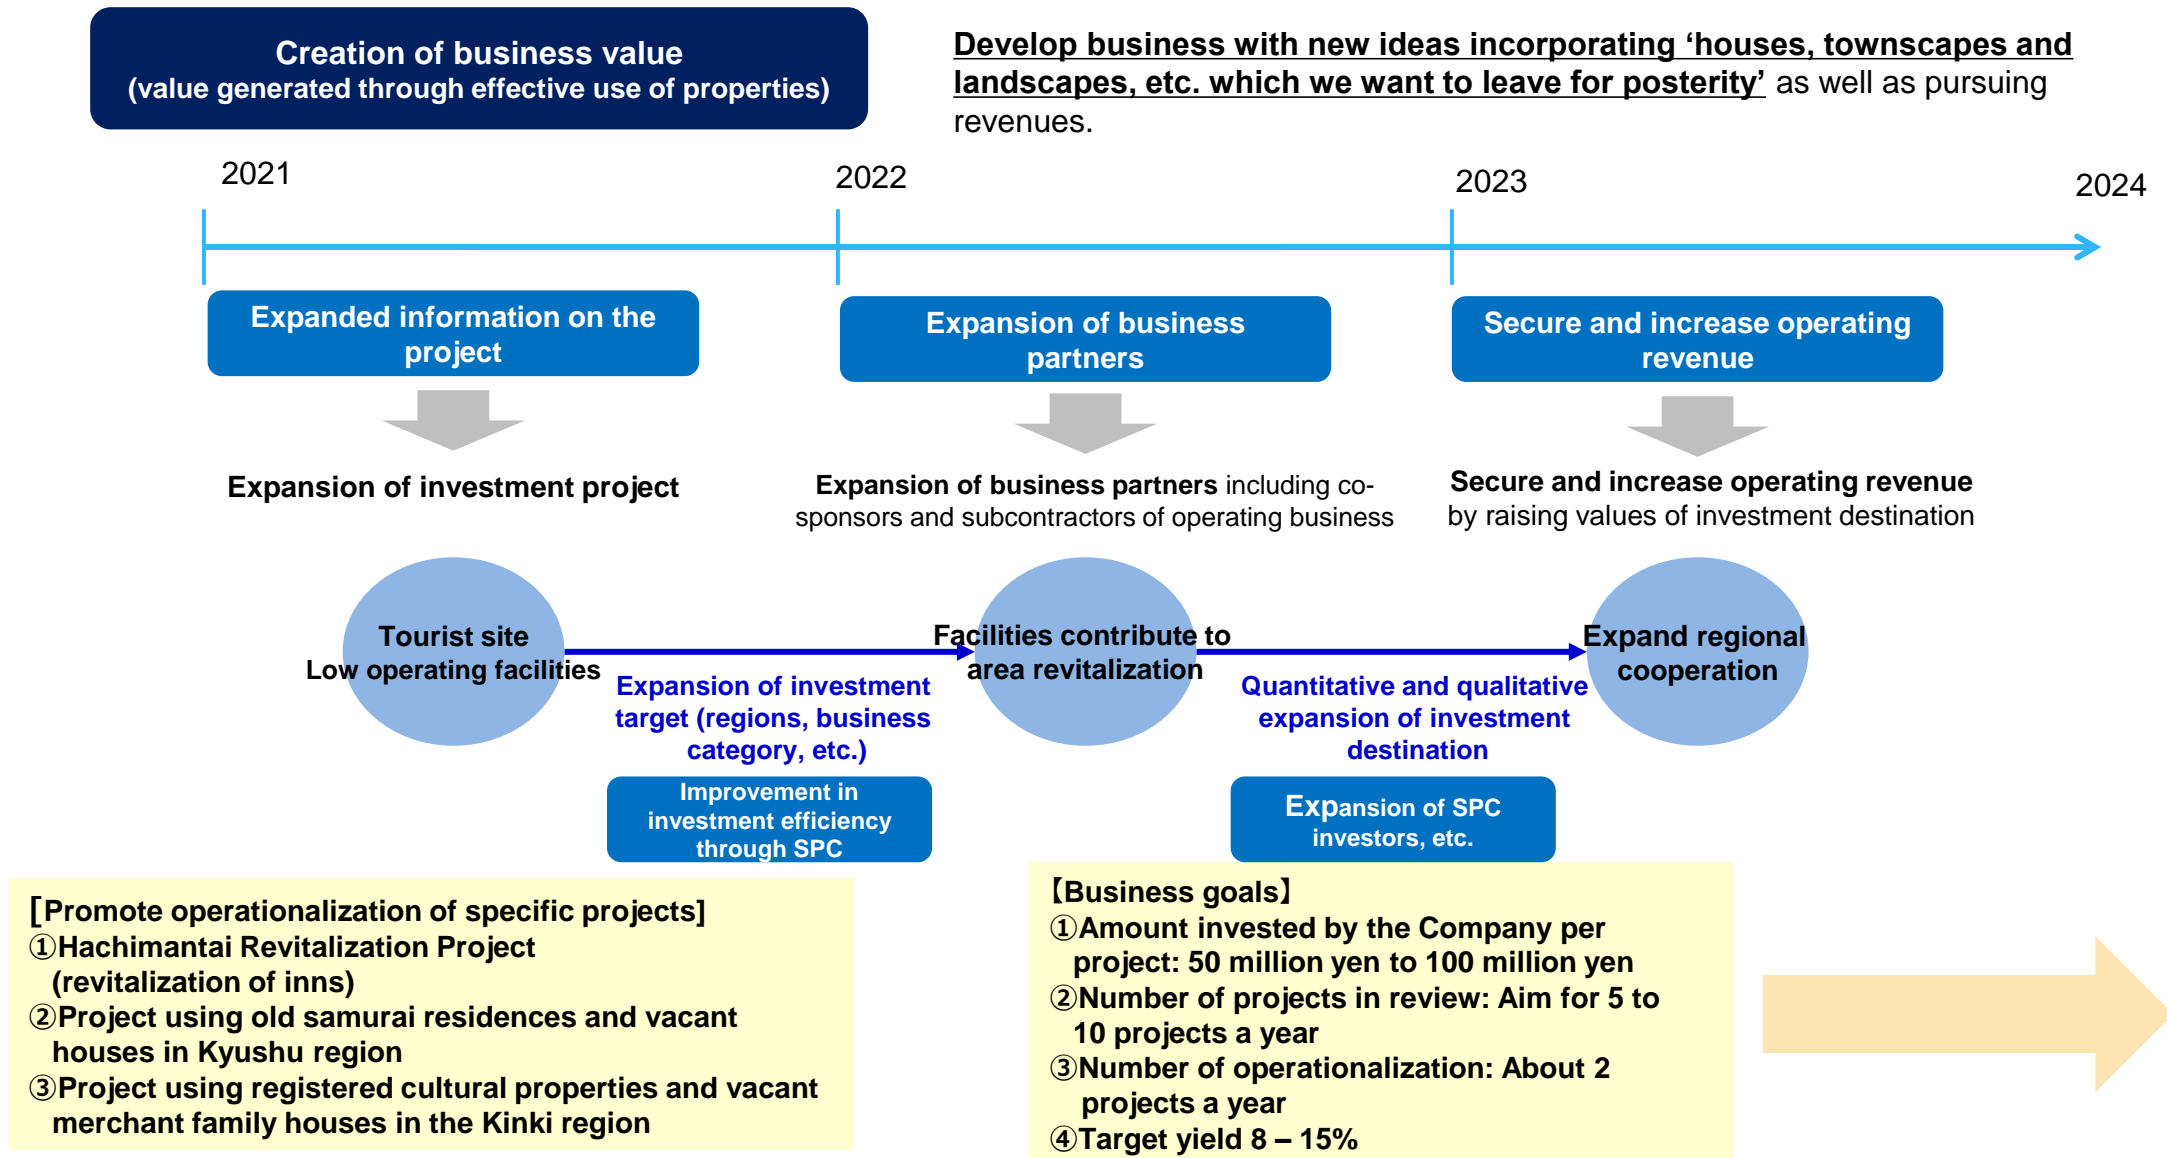 Creation of business value
(value generated through effective use of properties)
Develop business with new ideas incorporating ‘houses, townscapes and
landscapes, etc. which we want to leave for posterity’ as well as pursuing
revenues.
2021
2022
2023
2024
Expanded information on the
project
Expansion of business
partners
Secure and increase operating
revenue
Expansion of investment project
Expansion of business partners including co-
sponsors and subcontractors of operating business
Secure and increase operating revenue
by raising values of investment destination
Tourist site
Low operating facilities
Facilities contribute to
area revitalization
Expand regional
cooperation
Expansion of investment
target (regions, business
category, etc.)
Quantitative and qualitative
expansion of investment
destination
Improvement in
investment efficiency
through SPC
Expansion of SPC
investors, etc.
[Promote operationalization of specific projects]
①Hachimantai Revitalization Project
(revitalization of inns)
②Project using old samurai residences and vacant
houses in Kyushu region
③Project using registered cultural properties and vacant
merchant family houses in the Kinki region
【Business goals】
①Amount invested by the Company per
project: 50 million yen to 100 million yen
②Number of projects in review: Aim for 5 to
10 projects a year
③Number of operationalization: About 2
projects a year
④Target yield 8 – 15%